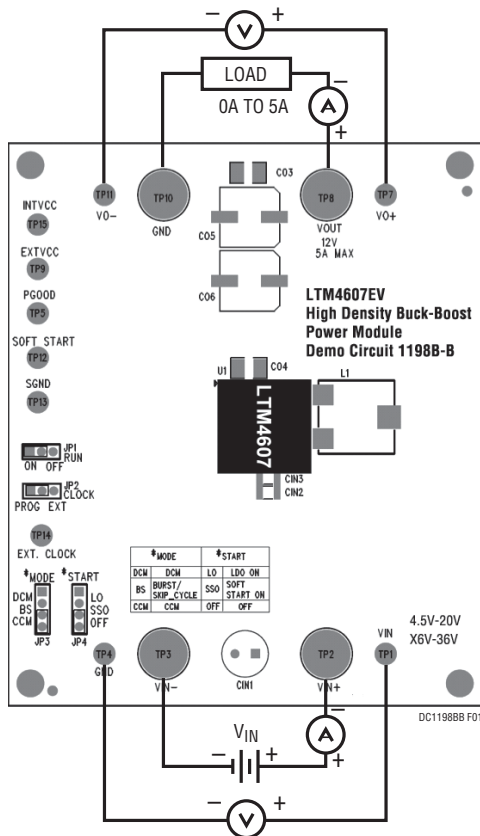 − V +
LOAD
0A TO 5A
−
A
+
TP11
VO-
TP10
GND
CO3
TP8
VOUT
12V
5A MAX
TP7
VO+
INTVCC
TP15
EXTVCC
TP9
PGOOD
TP5
SOFT START
TP12
SGND
TP13
CO5
CO6
LTM4607EV
High Density Buck-Boost
Power Module
Demo Circuit 1198B-B
U1
CO4
L1
LTM4607
CIN3
CIN2
JP1
RUN
ON OFF
JP2
CLOCK
PROG EXT
TP14
EXT. CLOCK
*MODE *START
DCM DCM LO LDO ON
BS BURST/ SKIP_CYCLE SSO SOFT START ON
CCM CCM OFF OFF
*MODE *START
DCM LO
BS SSO
CCM OFF
JP3 JP4
4.5V-20V
X6V-36V
TP4
GND
TP3
VIN-
CIN1
TP2
VIN+
VIN
TP1
DC1198BB F01
−
A
+
VIN
− +
− V +